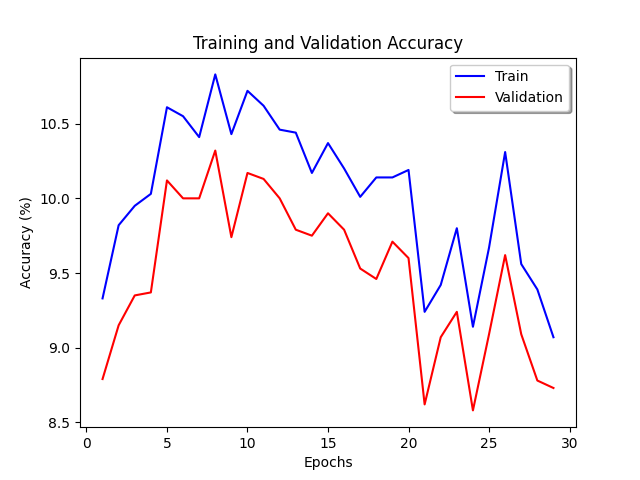 Training and Validation Accuracy
Train
Validation
Accuracy (%)
10.5
10.0
9.5
9.0
8.5
0 5 10 15 20 25 30
Epochs